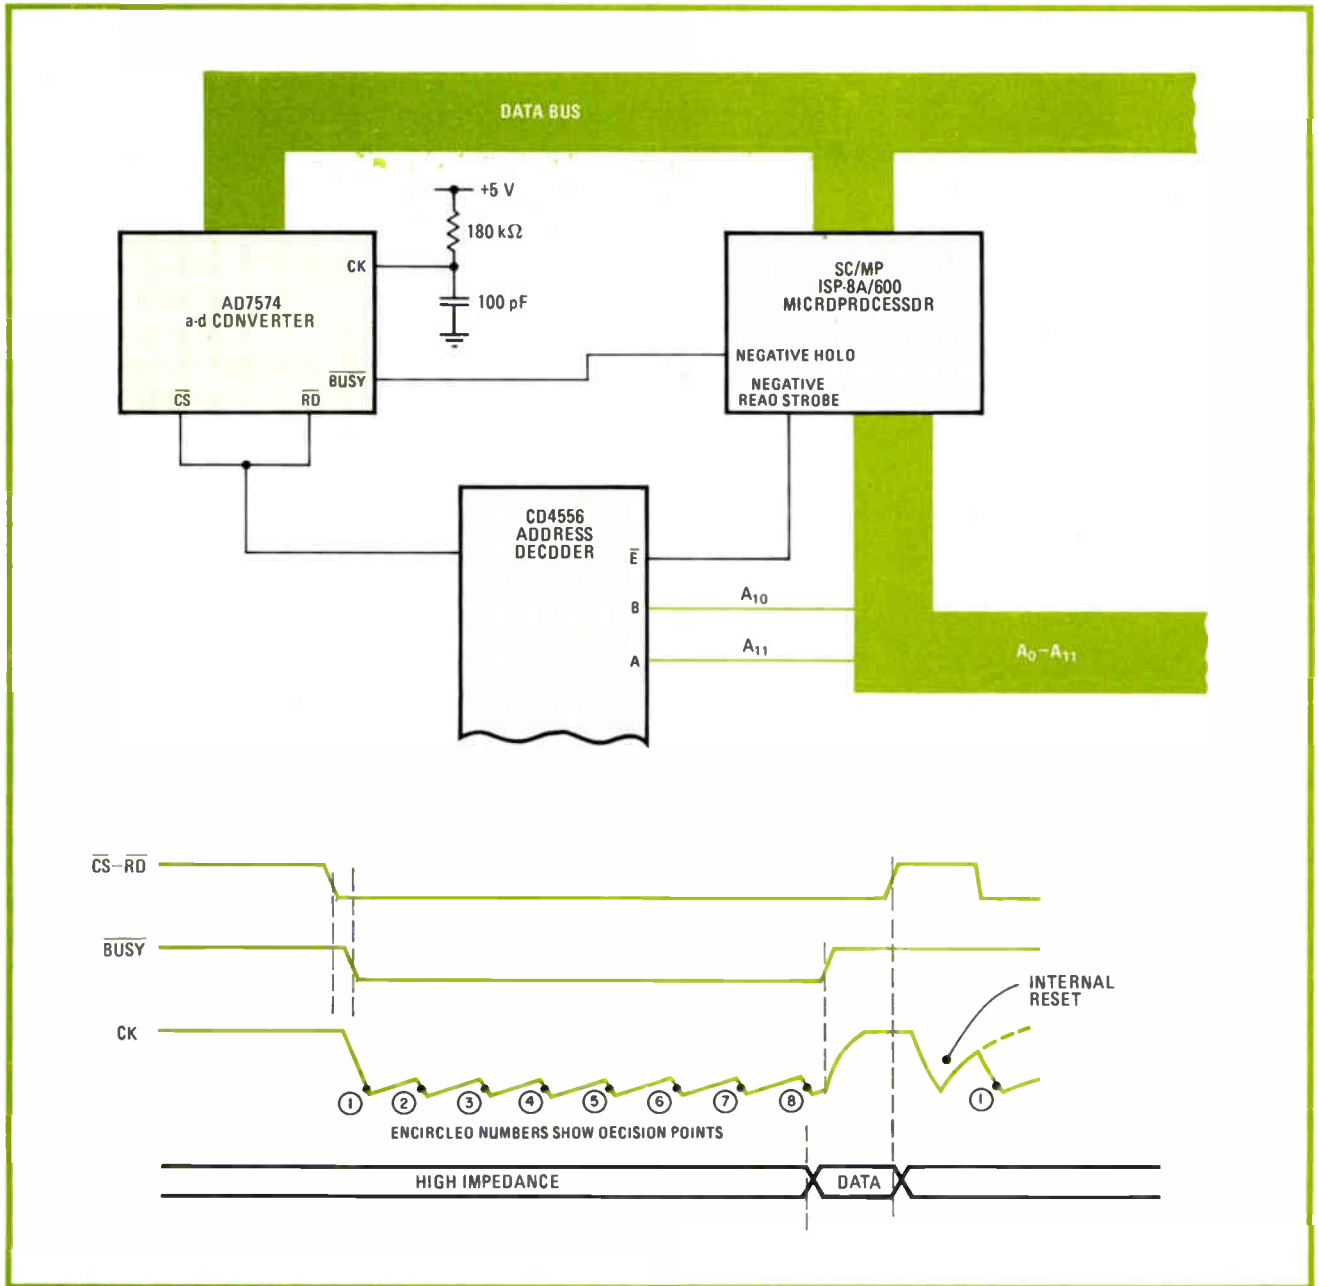 DATA BUS
+5 V
180 kΩ
CK
100 pF
AD7574
a-d CDNVERTER
BUSY
CS
RD
SC/MP
ISP-8A/600
MICRDPRDCESSDR
NEGATIVE HOLO
NEGATIVE
REAO STROBE
CD4556
ADDRESS
DECDDER
E
B
A
A10
A11
A0–A11
CS–RD
BUSY
CK
INTERNAL
RESET
1 2 3 4 5 6 7 8 1
ENCIRCLEO NUMBERS SHOW OECISION POINTS
HIGH IMPEDANCE
DATA